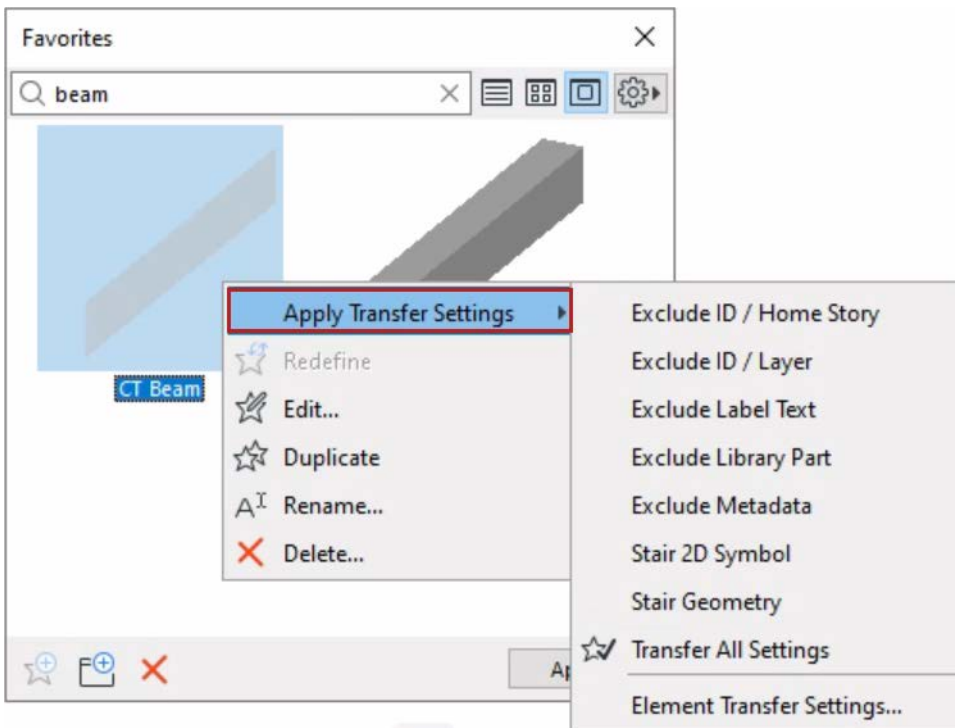 Favorites
beam
CT Beam
Apply Transfer Settings
Redefine
Edit...
Duplicate
Rename...
Delete...
Exclude ID / Home Story
Exclude ID / Layer
Exclude Label Text
Exclude Library Part
Exclude Metadata
Stair 2D Symbol
Stair Geometry
Transfer All Settings
Element Transfer Settings...